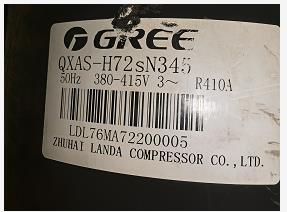 GREE
QXAS-H72sN345
50Hz 380-415V 3~ R410A
LDL76MA72200005
ZHUHAI LANDA COMPRESSOR CO.,LTD.